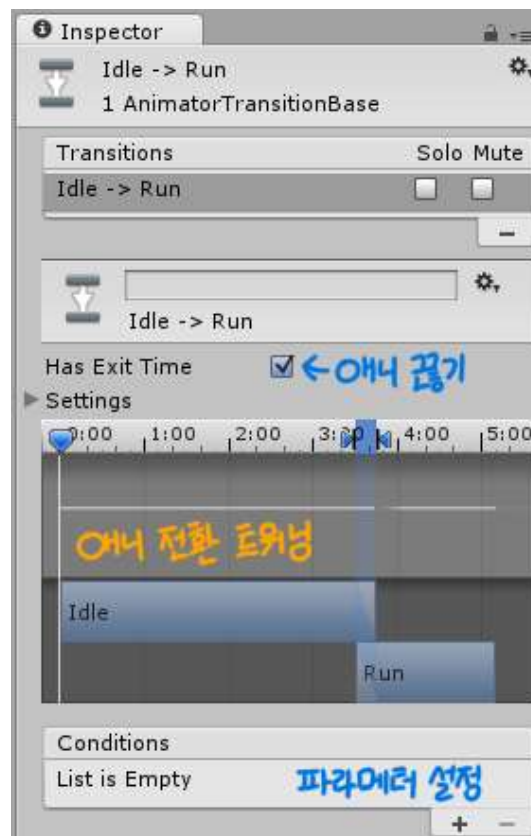 Inspector
Idle -> Run
1 AnimatorTransitionBase
Transitions Solo Mute
Idle -> Run
Idle -> Run
Has Exit Time ←애니 끊기
Settings
0:00 1:00 2:00 3:00 4:00 5:00
애니 전환 트위닝
Idle
Run
Conditions
List is Empty 파라메터 설정